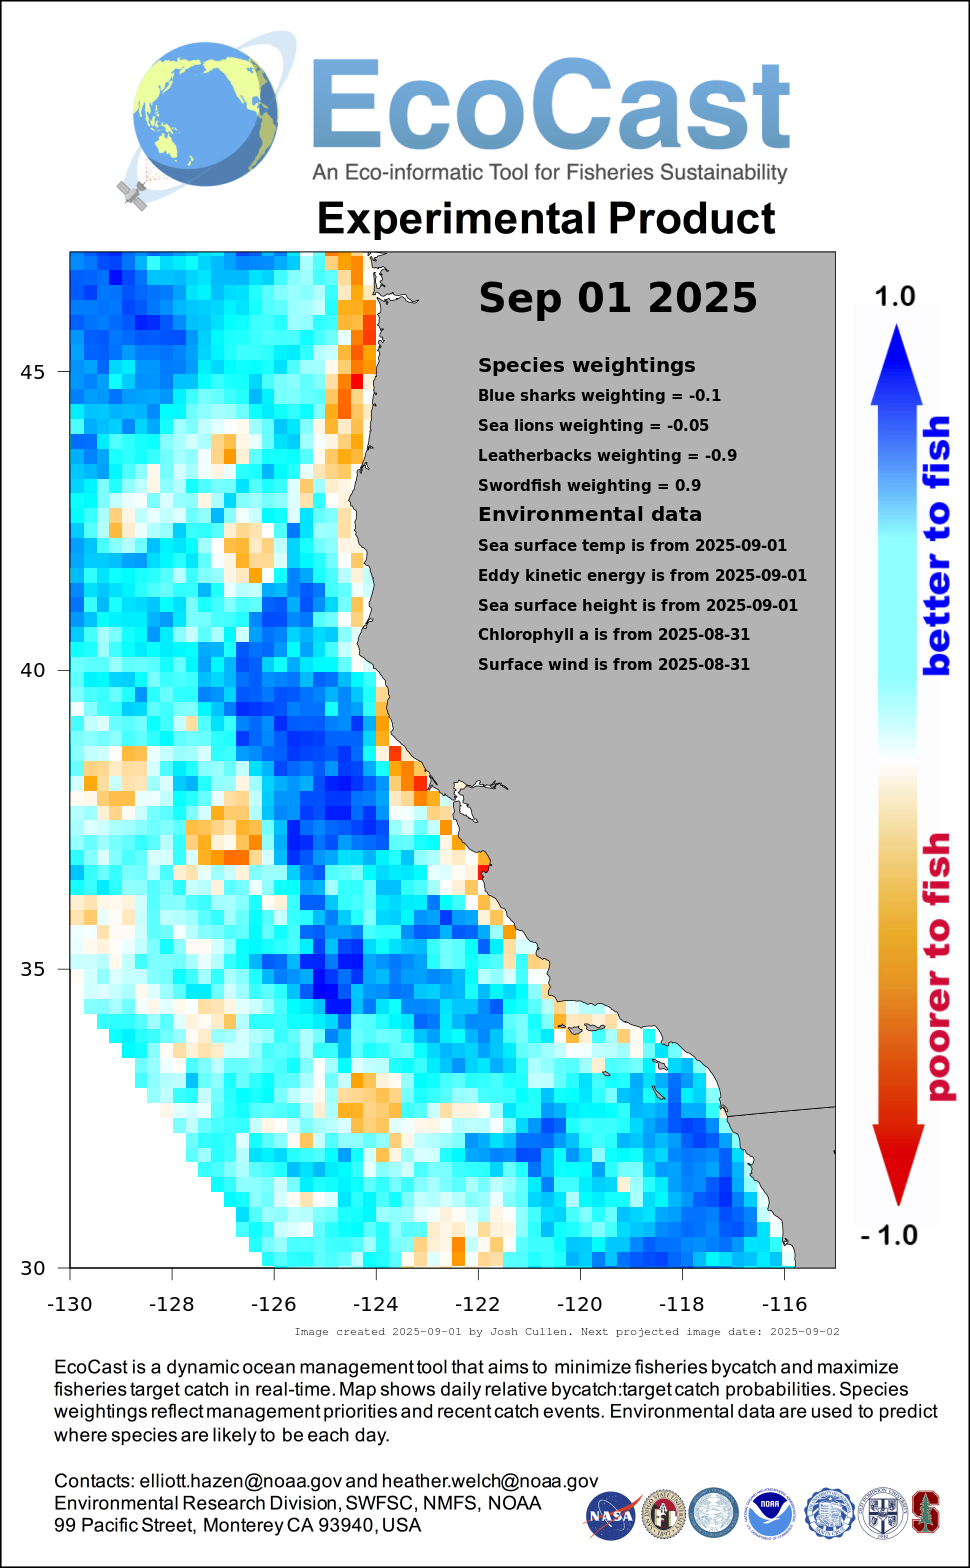 EcoCast
An Eco-informatic Tool for Fisheries Sustainability
Experimental Product
Sep 01 2025
Species weightings
Blue sharks weighting = -0.1
Sea lions weighting = -0.05
Leatherbacks weighting = -0.9
Swordfish weighting = 0.9
Environmental data
Sea surface temp is from 2025-09-01
Eddy kinetic energy is from 2025-09-01
Sea surface height is from 2025-09-01
Chlorophyll a is from 2025-08-31
Surface wind is from 2025-08-31
1.0
better to fish
poorer to fish
- 1.0
45
40
35
30
-130 -128 -126 -124 -122 -120 -118 -116
Image created 2025-09-01 by Josh Cullen. Next projected image date: 2025-09-02
EcoCast is a dynamic ocean management tool that aims to minimize fisheries bycatch and maximize
fisheries target catch in real-time. Map shows daily relative bycatch:target catch probabilities. Species
weightings reflect management priorities and recent catch events. Environmental data are used to predict
where species are likely to be each day.
Contacts: elliott.hazen@noaa.gov and heather.welch@noaa.gov
Environmental Research Division, SWFSC, NMFS, NOAA
99 Pacific Street, Monterey CA 93940, USA
NASA
NOAA
S